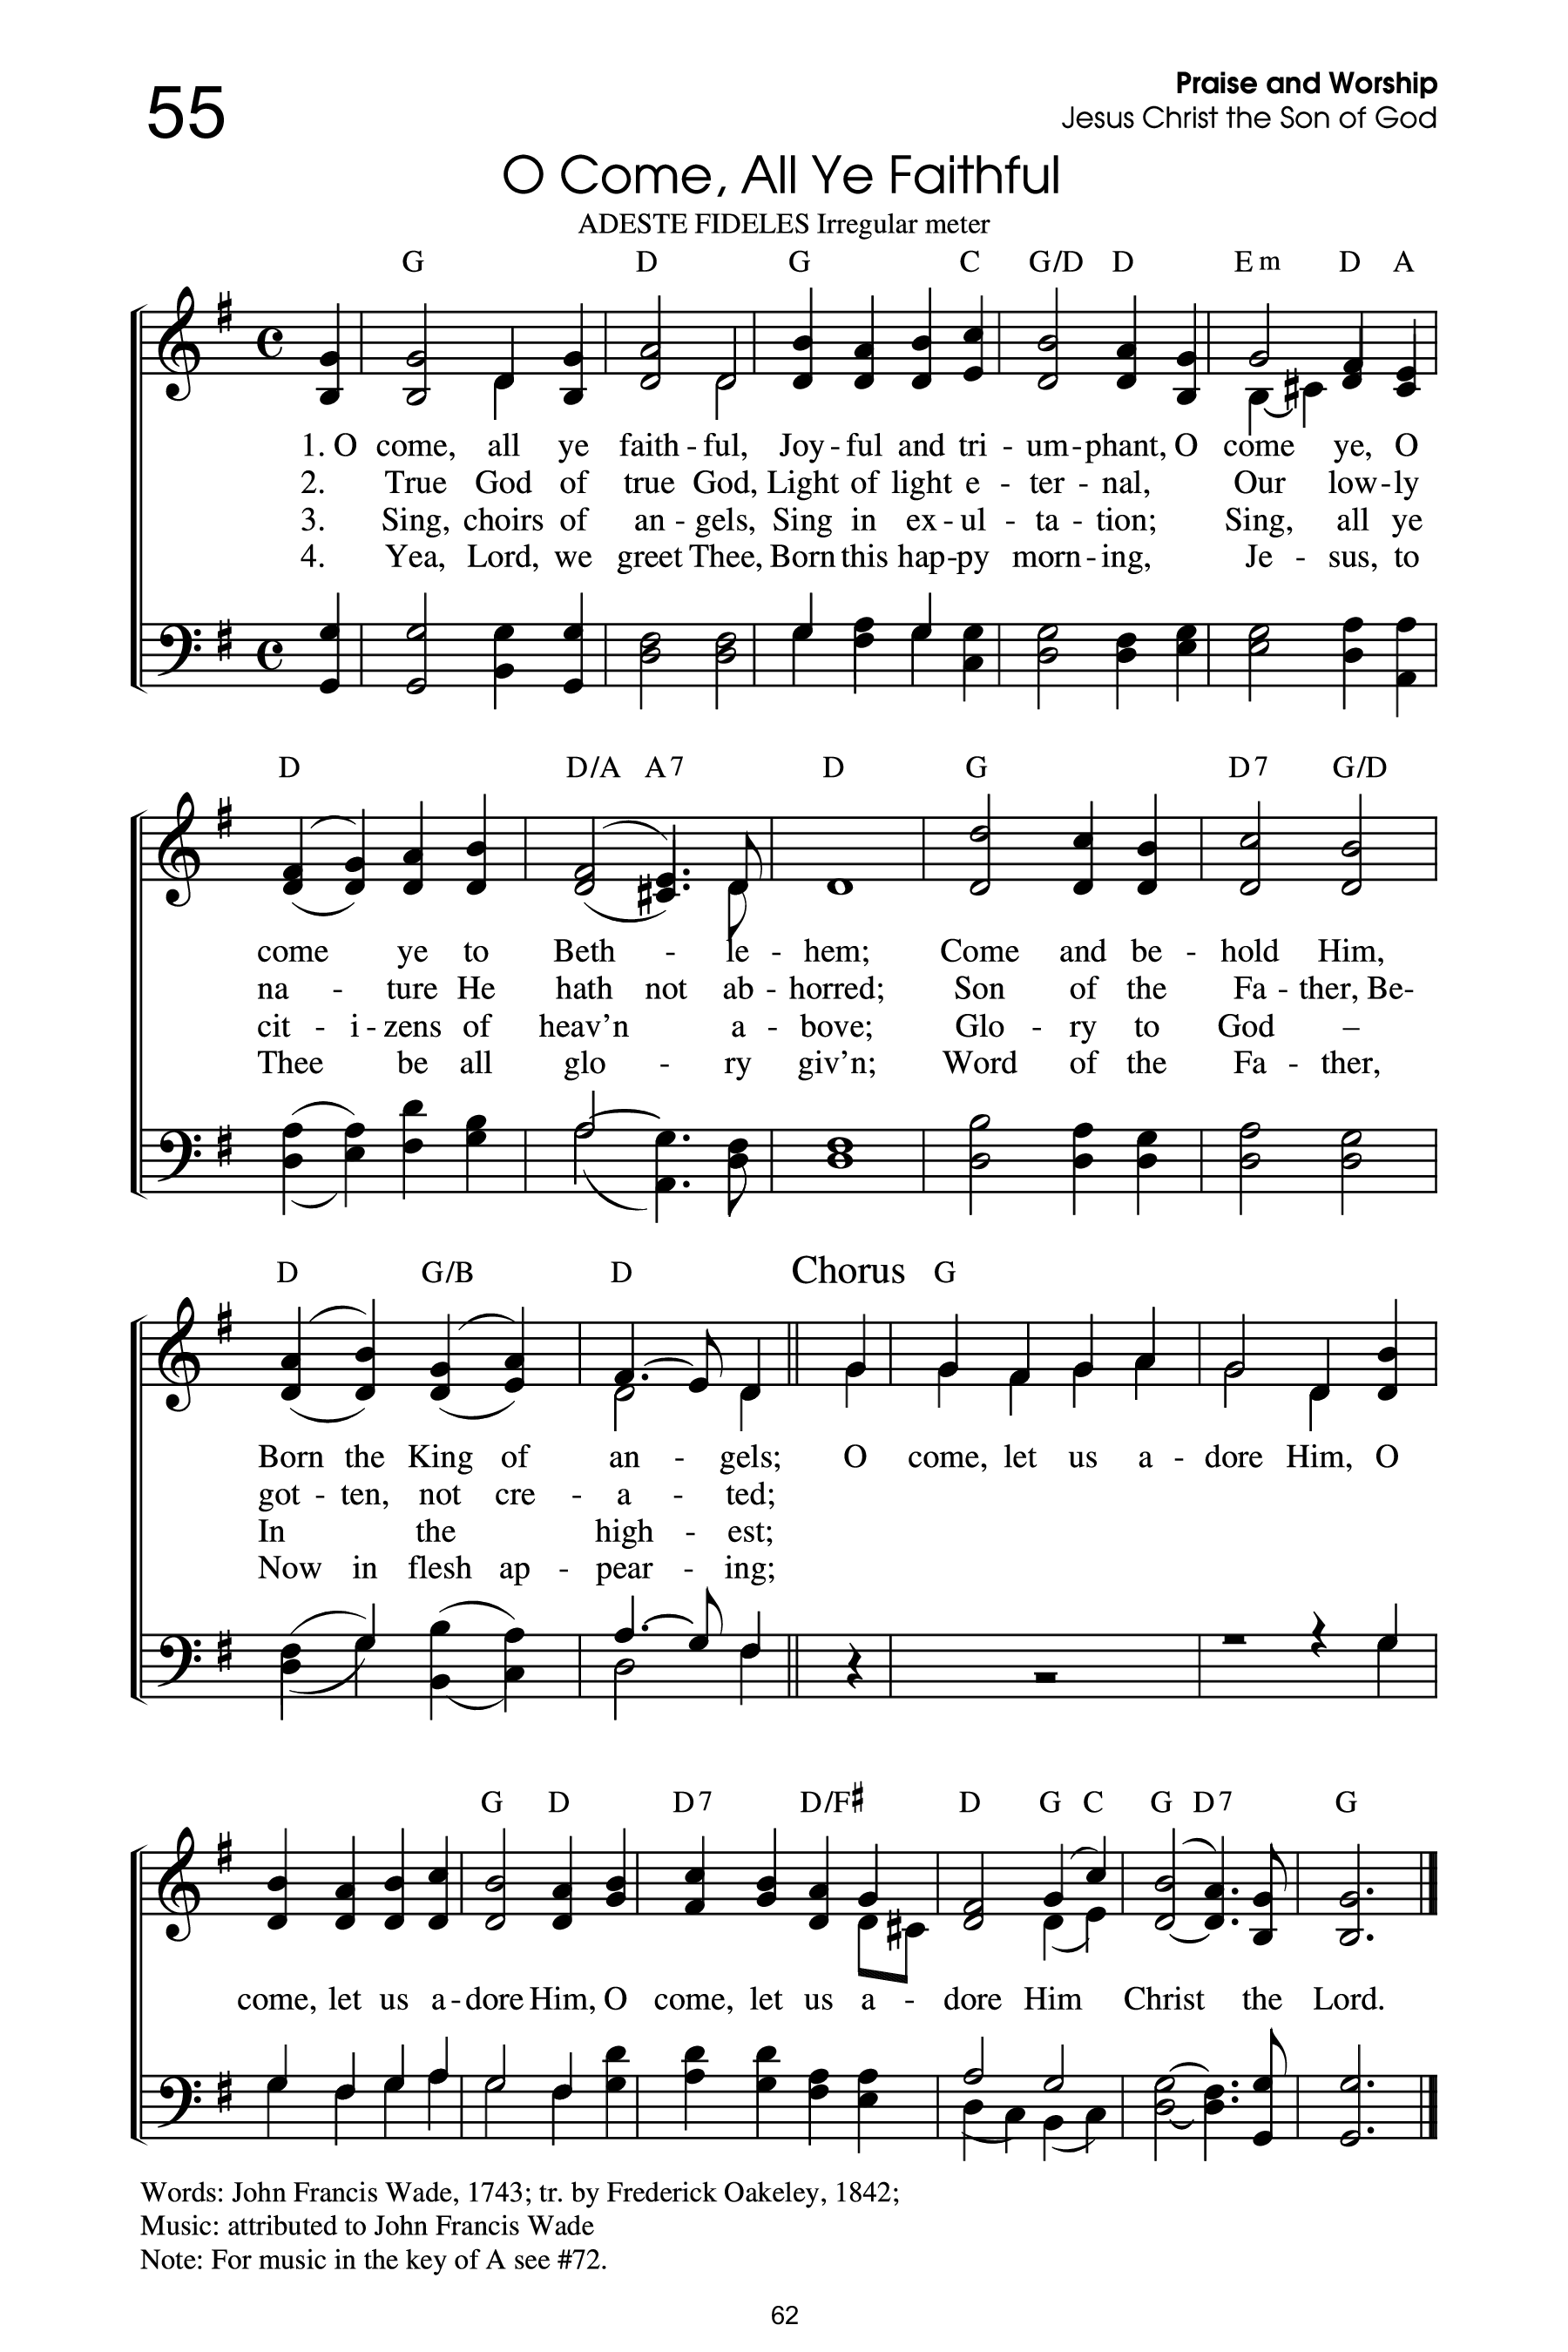 55
Praise and Worship
Jesus Christ the Son of God
O Come, All Ye Faithful
ADESTE FIDELES Irregular meter
G D G C G/D D Em D A
1. O come, all ye faith - ful, Joy - ful and tri - um - phant, O come ye, O
2. True God of true God, Light of light e - ter - nal, Our low - ly
3. Sing, choirs of an - gels, Sing in ex - ul - ta - tion; Sing, all ye
4. Yea, Lord, we greet Thee, Born this hap - py morn - ing, Je - sus, to
D D/A A7 D G D7 G/D
come ye to Beth - le - hem; Come and be - hold Him,
na - ture He hath not ab - horred; Son of the Fa - ther, Be-
cit - i - zens of heav’n a - bove; Glo - ry to God –
Thee be all glo - ry giv’n; Word of the Fa - ther,
D G/B D Chorus G
Born the King of an - gels; O come, let us a - dore Him, O
got - ten, not cre - a - ted;
In the high - est;
Now in flesh ap - pear - ing;
G D D7 D/F♯ D G C G D7 G
come, let us a - dore Him, O come, let us a - dore Him Christ the Lord.
Words: John Francis Wade, 1743; tr. by Frederick Oakeley, 1842;
Music: attributed to John Francis Wade
Note: For music in the key of A see #72.
62